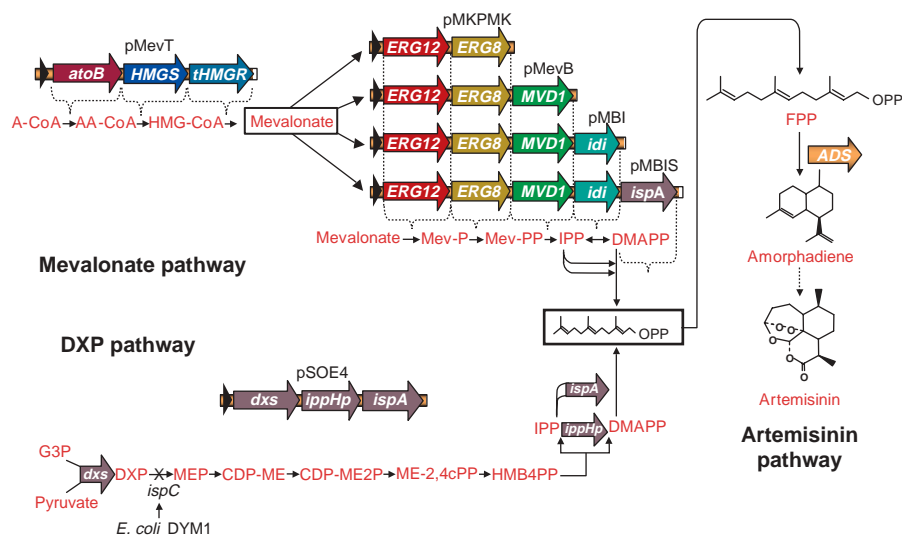 pMevT
atoB HMGS tHMGR
A-CoA AA-CoA HMG-CoA
Mevalonate
pMKPMK
ERG12 ERG8
pMevB
ERG12 ERG8 MVD1
pMBI
ERG12 ERG8 MVD1 idi
pMBIS
ERG12 ERG8 MVD1 idi ispA
Mevalonate Mev-P Mev-PP IPP DMAPP
Mevalonate pathway
OPP
DXP pathway
pSOE4
dxs ippHp ispA
ispA
IPP ippHp DMAPP
G3P
dxs
Pyruvate
DXP X MEP CDP-ME CDP-ME2P ME-2,4cPP HMB4PP
ispC
E. coli DYM1
OPP
FPP
ADS
Amorphadiene
O O
O
O
O
Artemisinin
Artemisinin
pathway